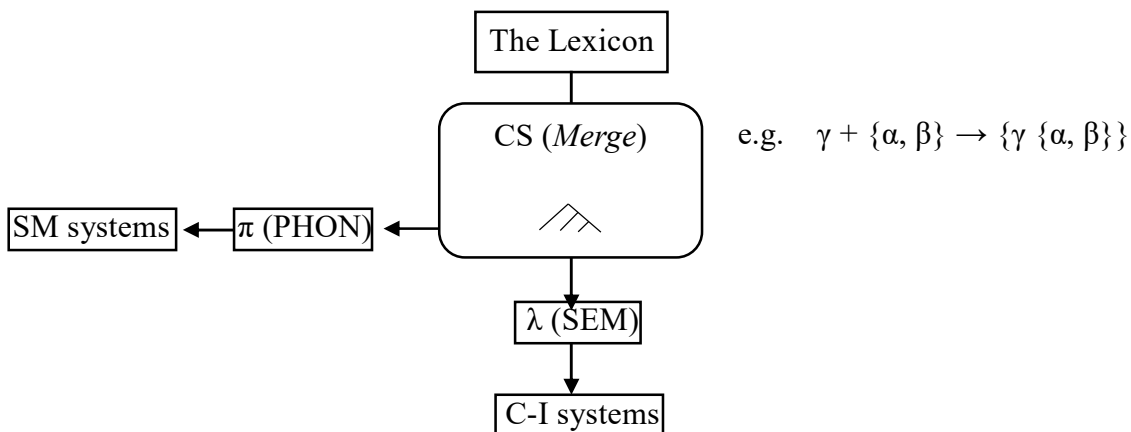 The Lexicon
CS (Merge)
e.g. γ + {α, β} → {γ {α, β}}
SM systems
π (PHON)
λ (SEM)
C-I systems